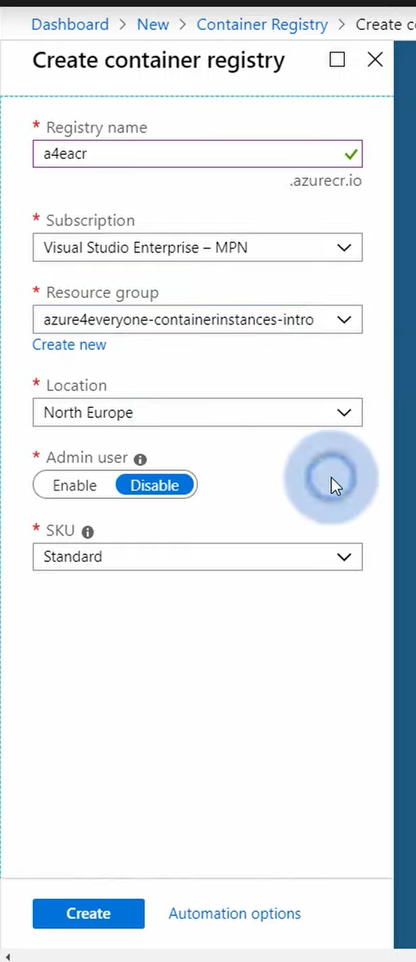 Dashboard > New > Container Registry > Create c
Create container registry
* Registry name
a4eacr
.azurecr.io
* Subscription
Visual Studio Enterprise – MPN
* Resource group
azure4everyone-containerinstances-intro
Create new
* Location
North Europe
* Admin user
Enable Disable
* SKU
Standard
Create Automation options